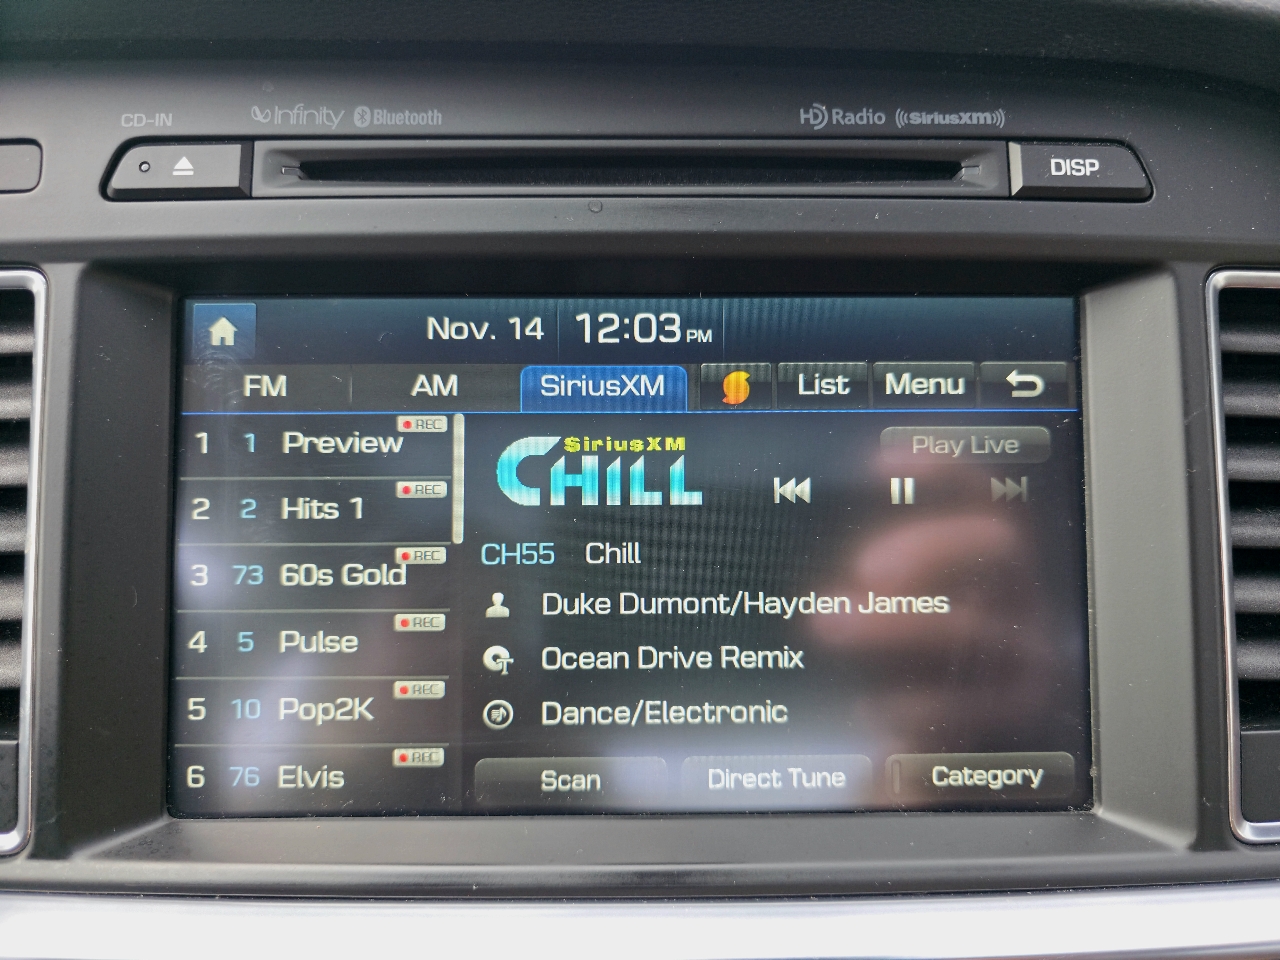 CD-IN Infinity Bluetooth HD Radio SiriusXM
DISP
Nov. 14 12:03 PM
FM AM SiriusXM List Menu
1 1 Preview REC
2 2 Hits 1 REC
3 73 60s Gold REC
4 5 Pulse REC
5 10 Pop2K REC
6 76 Elvis REC
SiriusXM
CHILL
Play Live
CH55 Chill
Duke Dumont/Hayden James
Ocean Drive Remix
Dance/Electronic
Scan Direct Tune Category